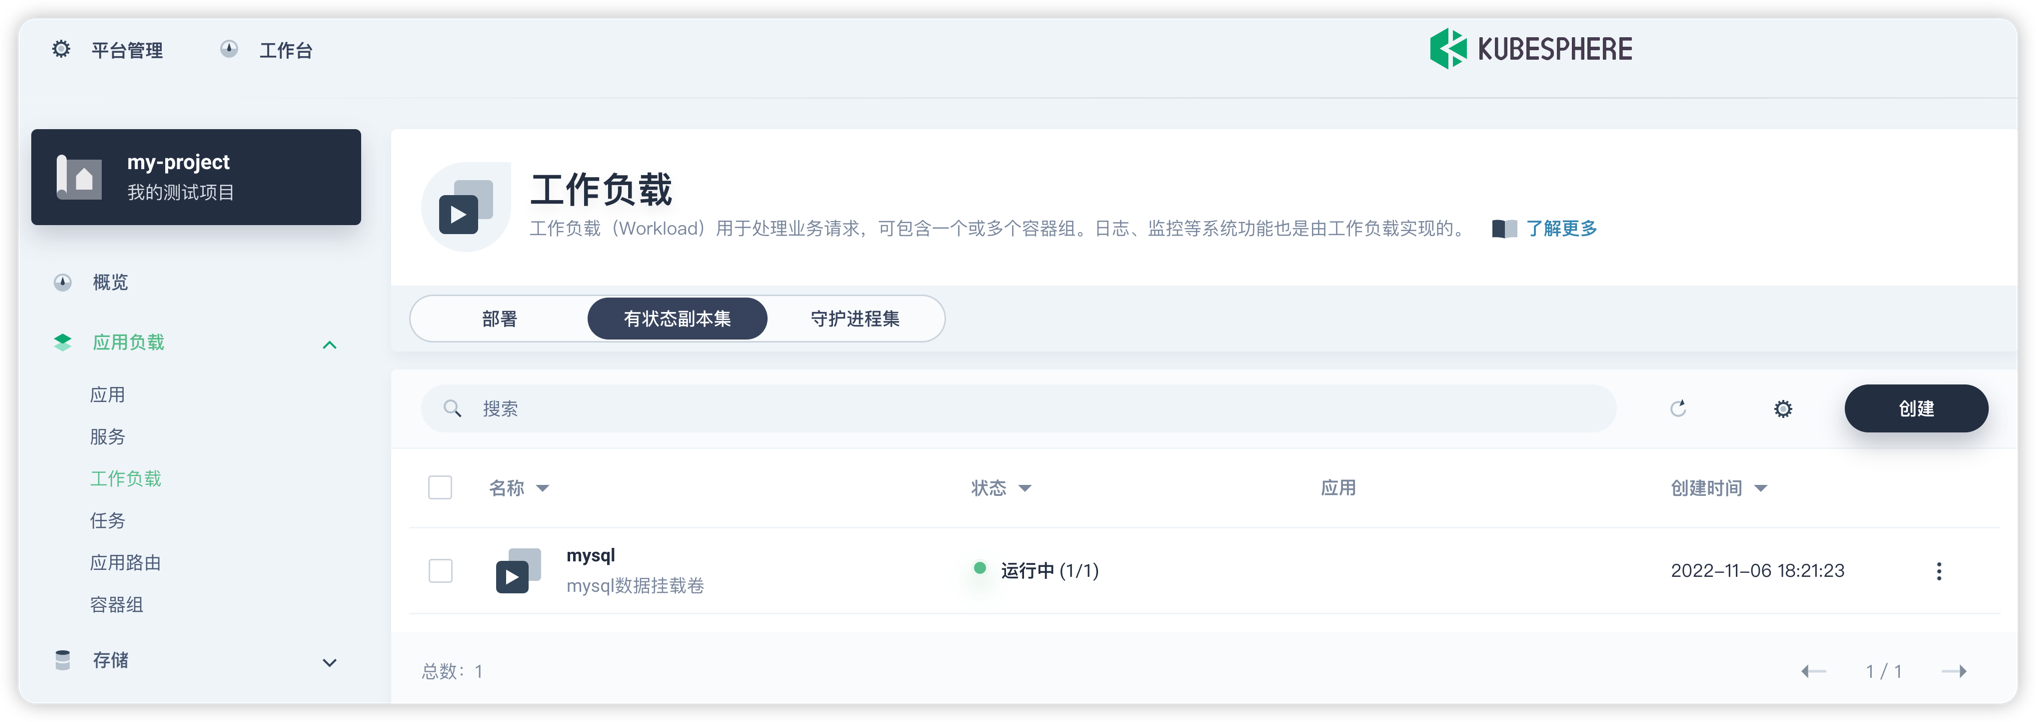 平台管理 工作台 KUBESPHERE
my-project
我的测试项目
概览
应用负载
应用
服务
工作负载
任务
应用路由
容器组
存储
工作负载
工作负载（Workload）用于处理业务请求，可包含一个或多个容器组。日志、监控等系统功能也是由工作负载实现的。 了解更多
部署 有状态副本集 守护进程集
搜索 创建
名称 状态 应用 创建时间
mysql
mysql数据挂载卷
运行中 (1/1)
2022-11-06 18:21:23
总数：1
1 / 1